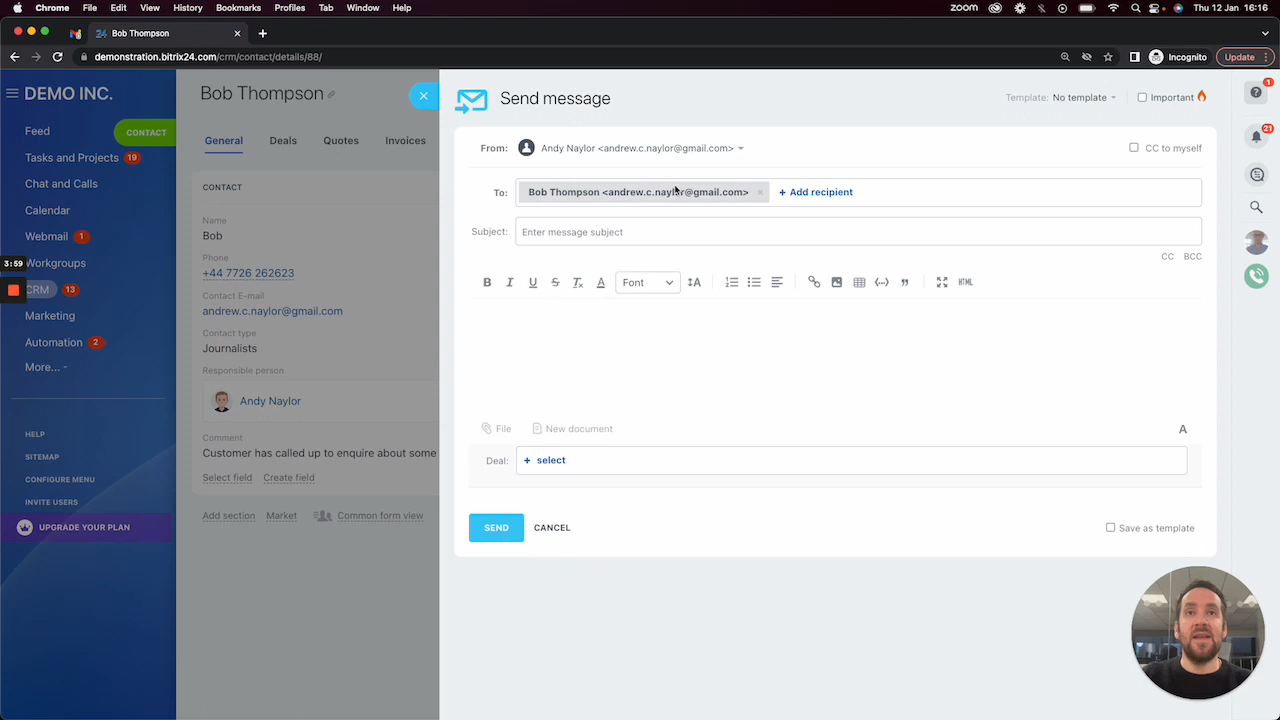 Chrome File Edit View History Bookmarks Profiles Tab Window Help
ZOOM Thu 12 Jan 16:16
24 Bob Thompson
demonstration.bitrix24.com/crm/contact/details/88/
Incognito
Update
DEMO INC.
Feed
Tasks and Projects 19
Chat and Calls
Calendar
Webmail 1
Workgroups
3:59
CRM 13
Marketing
Automation 2
More...
HELP
SITEMAP
CONFIGURE MENU
INVITE USERS
UPGRADE YOUR PLAN
CONTACT
Bob Thompson
General Deals Quotes Invoices
CONTACT
Name
Bob
Phone
+44 7726 262623
Contact E-mail
andrew.c.naylor@gmail.com
Contact type
Journalists
Responsible person
Andy Naylor
Comment
Customer has called up to enquire about some
Select field Create field
Add section Market Common form view
Send message
Template: No template
Important
From: Andy Naylor <andrew.c.naylor@gmail.com>
CC to myself
To: Bob Thompson <andrew.c.naylor@gmail.com> × + Add recipient
Subject: Enter message subject
CC BCC
B I U S T A Font A HTML
File New document A
Deal: + select
SEND CANCEL
Save as template
? 1
21